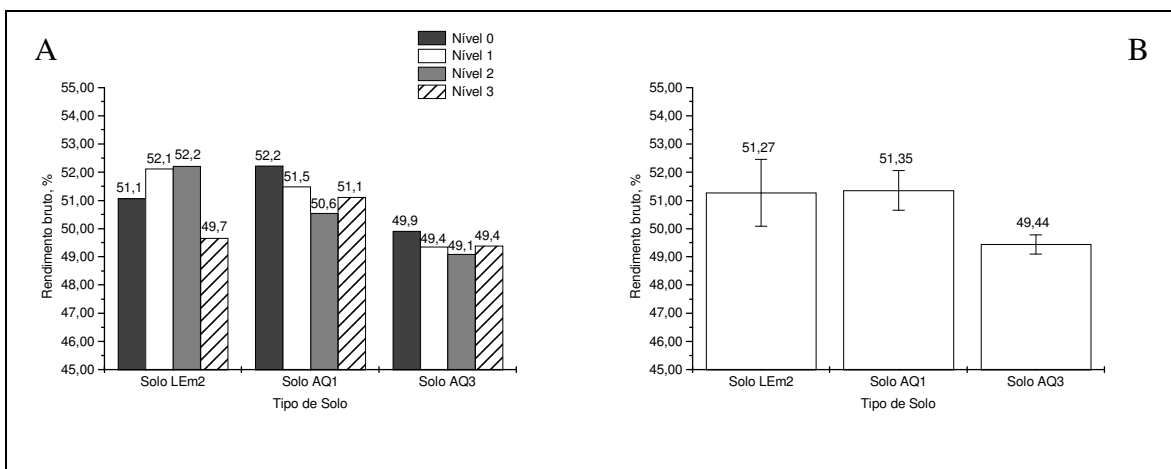 A
Nível 0
Nível 1
Nível 2
Nível 3
55,00
54,00
53,00
52,00
51,00
50,00
49,00
48,00
47,00
46,00
45,00
Rendimento bruto, %
51,1
52,1
52,2
49,7
52,2
51,5
50,6
51,1
49,9
49,4
49,1
49,4
Solo LEm2
Solo AQ1
Solo AQ3
Tipo de Solo
B
55,00
54,00
53,00
52,00
51,00
50,00
49,00
48,00
47,00
46,00
45,00
Rendimento bruto, %
51,27
51,35
49,44
Solo LEm2
Solo AQ1
Solo AQ3
Tipo de Solo